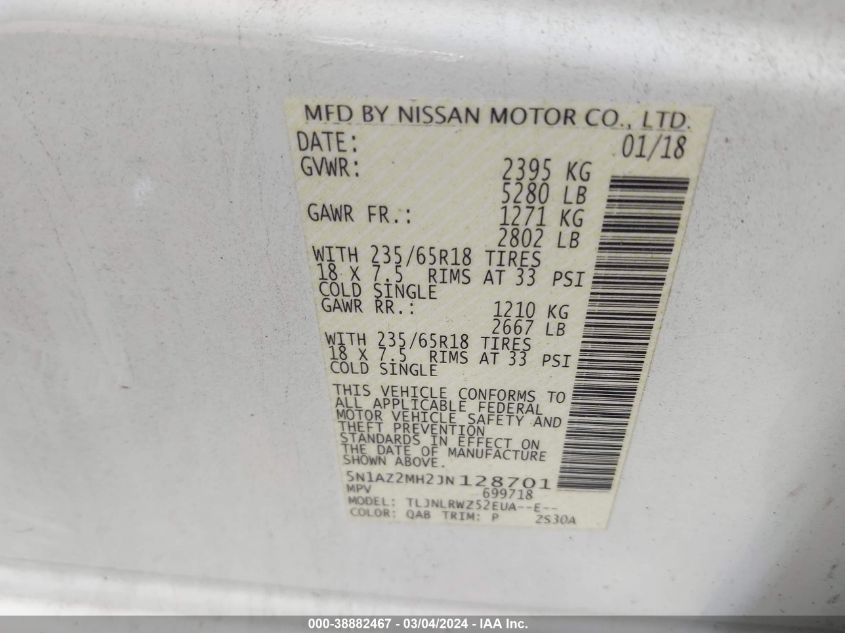 MFD BY NISSAN MOTOR CO., LTD.
DATE: 01/18
GVWR: 2395 KG
5280 LB
GAWR FR.: 1271 KG
2802 LB
WITH 235/65R18 TIRES
18 X 7.5 RIMS AT 33 PSI
COLD SINGLE
GAWR RR.: 1210 KG
2667 LB
WITH 235/65R18 TIRES
18 X 7.5 RIMS AT 33 PSI
COLD SINGLE
THIS VEHICLE CONFORMS TO
ALL APPLICABLE FEDERAL
MOTOR VEHICLE SAFETY AND
THEFT PREVENTION
STANDARDS IN EFFECT ON
THE DATE OF MANUFACTURE
SHOWN ABOVE.
5N1AZ2MH2JN128701
MPV 699718
MODEL: TLJNLRWZ52EUA--E--
COLOR: QAB TRIM: P 2S30A
000-38882467 - 03/04/2024 - IAA Inc.